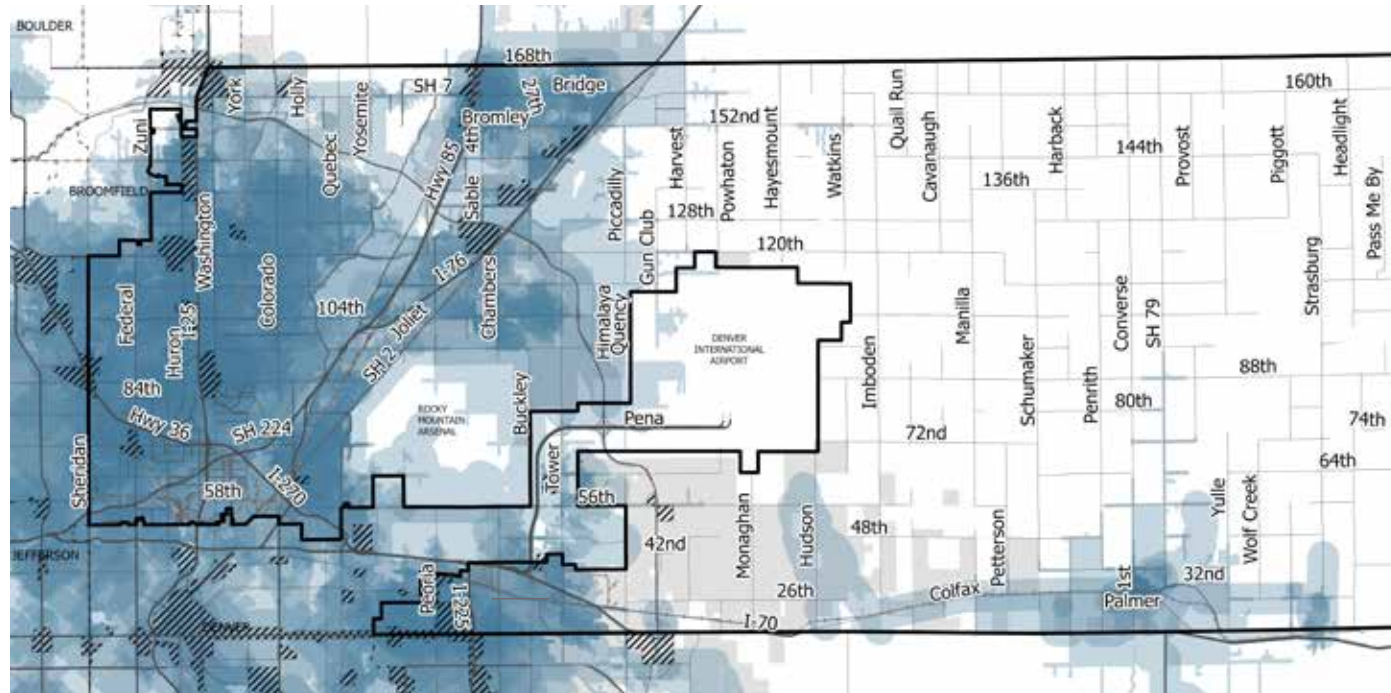 BOULDER
168th
York
Holly
SH 7
27th
Bridge
160th
Zuni
Quebec
Yosemite
Bromley
4th
152nd
Hayesmount
Quail Run
Headlight
Harvest
Powhaton
Watkins
Cavanaugh
Harback
144th
Provost
Piggott
BROOMFIELD
Hwy 85
Sable
136th
Pass Me By
Piccadilly
128th
Washington
Gun Club
120th
Strasburg
I-76
Chambers
Federal
Colorado
104th
Huron
I-25
Joliet
SH 2
Himalaya
Quency
DENVER
INTERNATIONAL
AIRPORT
Manilla
Converse
SH 79
Imboden
Schumaker
Penrith
88th
84th
Hwy 36
SH 224
ROCKY
MOUNTAIN
ARSENAL
Buckley
Pena
80th
74th
72nd
64th
Sheridan
58th
I-270
Tower
56th
Monaghan
Hudson
48th
Petterson
Yulle
Wolf Creek
42nd
JEFFERSON
Peoria
I-225
26th
Colfax
1st
Palmer
32nd
I-70
DENVER